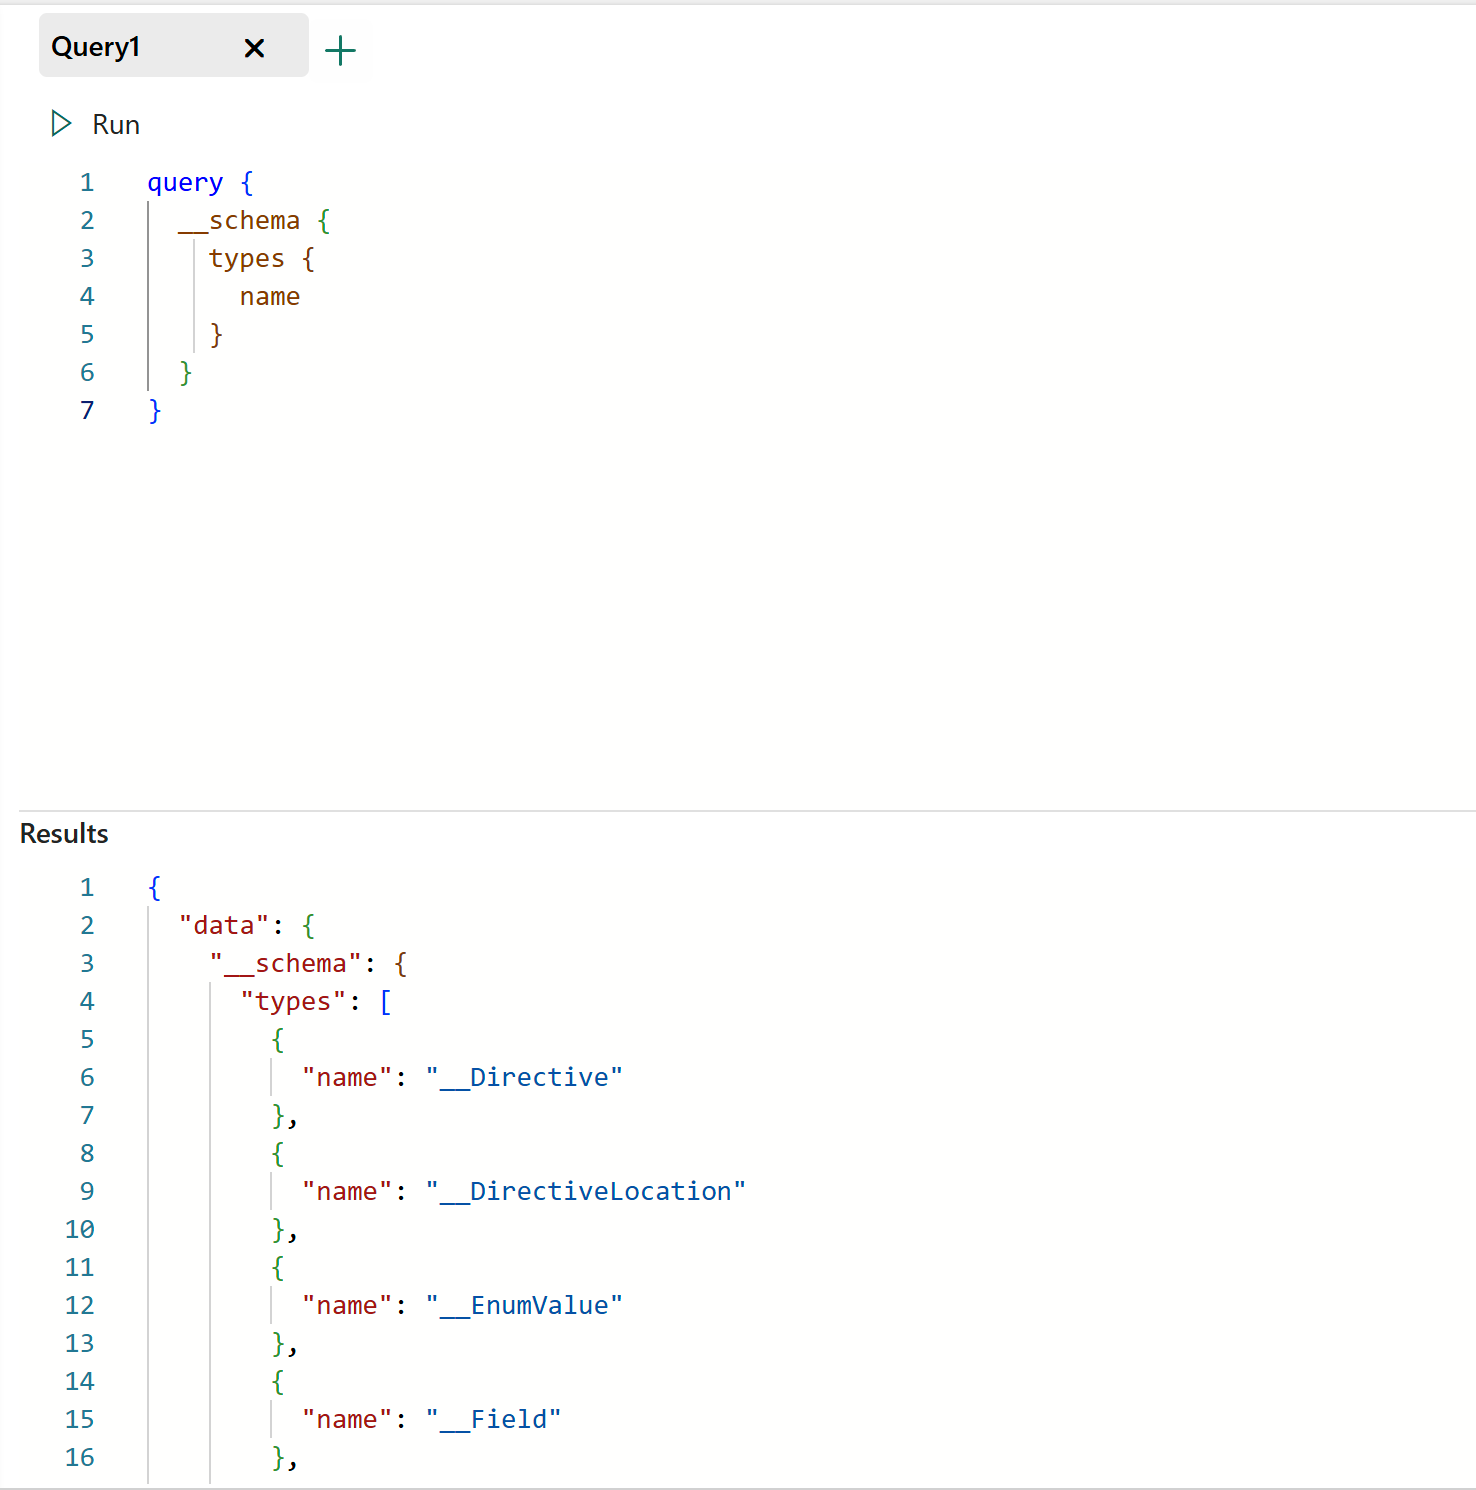 Query1
Run
1 query {
2   __schema {
3     types {
4       name
5     }
6   }
7 }
Results
1 {
2   "data": {
3     "__schema": {
4       "types": [
5         {
6           "name": "__Directive"
7         },
8         {
9           "name": "__DirectiveLocation"
10         },
11         {
12           "name": "__EnumValue"
13         },
14         {
15           "name": "__Field"
16         },